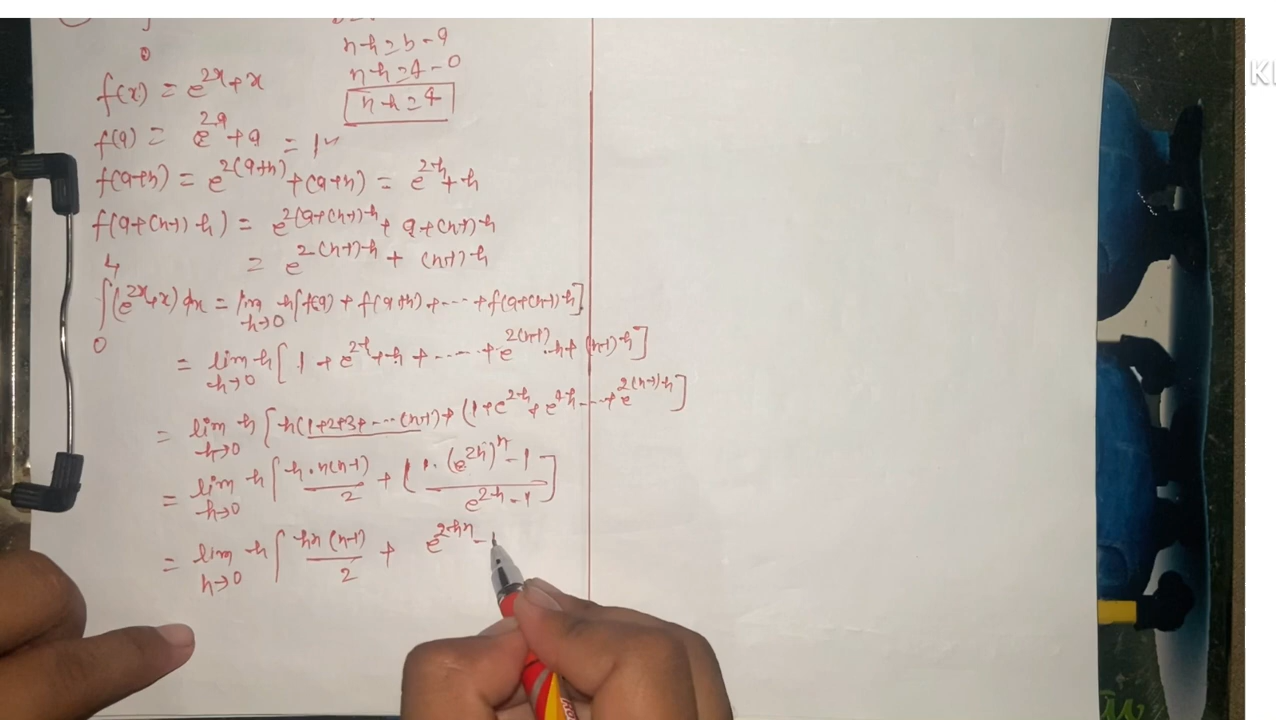 0
nh = b-a
nh = 4-0
nh = 4
f(x) = e^{2x}+x
f(a) = e^{2a}+a = 1
f(a+h) = e^{2(a+h)}+(a+h) = e^{2h}+h
f(a+(n-1)h) = e^{2(a+(n-1)h}+a+(n-1)h
= e^{2(n-1)h}+(n-1)h
∫₀⁴(e^{2x}+x)dx = lim h→0 h[f(a)+f(a+h)+----+f(a+(n-1)h]
= lim h→0 h[1+e^{2h}+h+-----+e^{2(n-1)}·h+(n-1)h]
= lim h→0 h[h(1+2+3+---(n-1)+(1+e^{2h}+e^{4h}---+e^{2(n-1)h}]
= lim h→0 h[h·n(n-1)/2+(1·(e^{2h})^n-1/e^{2h}-1]
= lim h→0 h[hn(n-1)/2+e^{2hn}-1